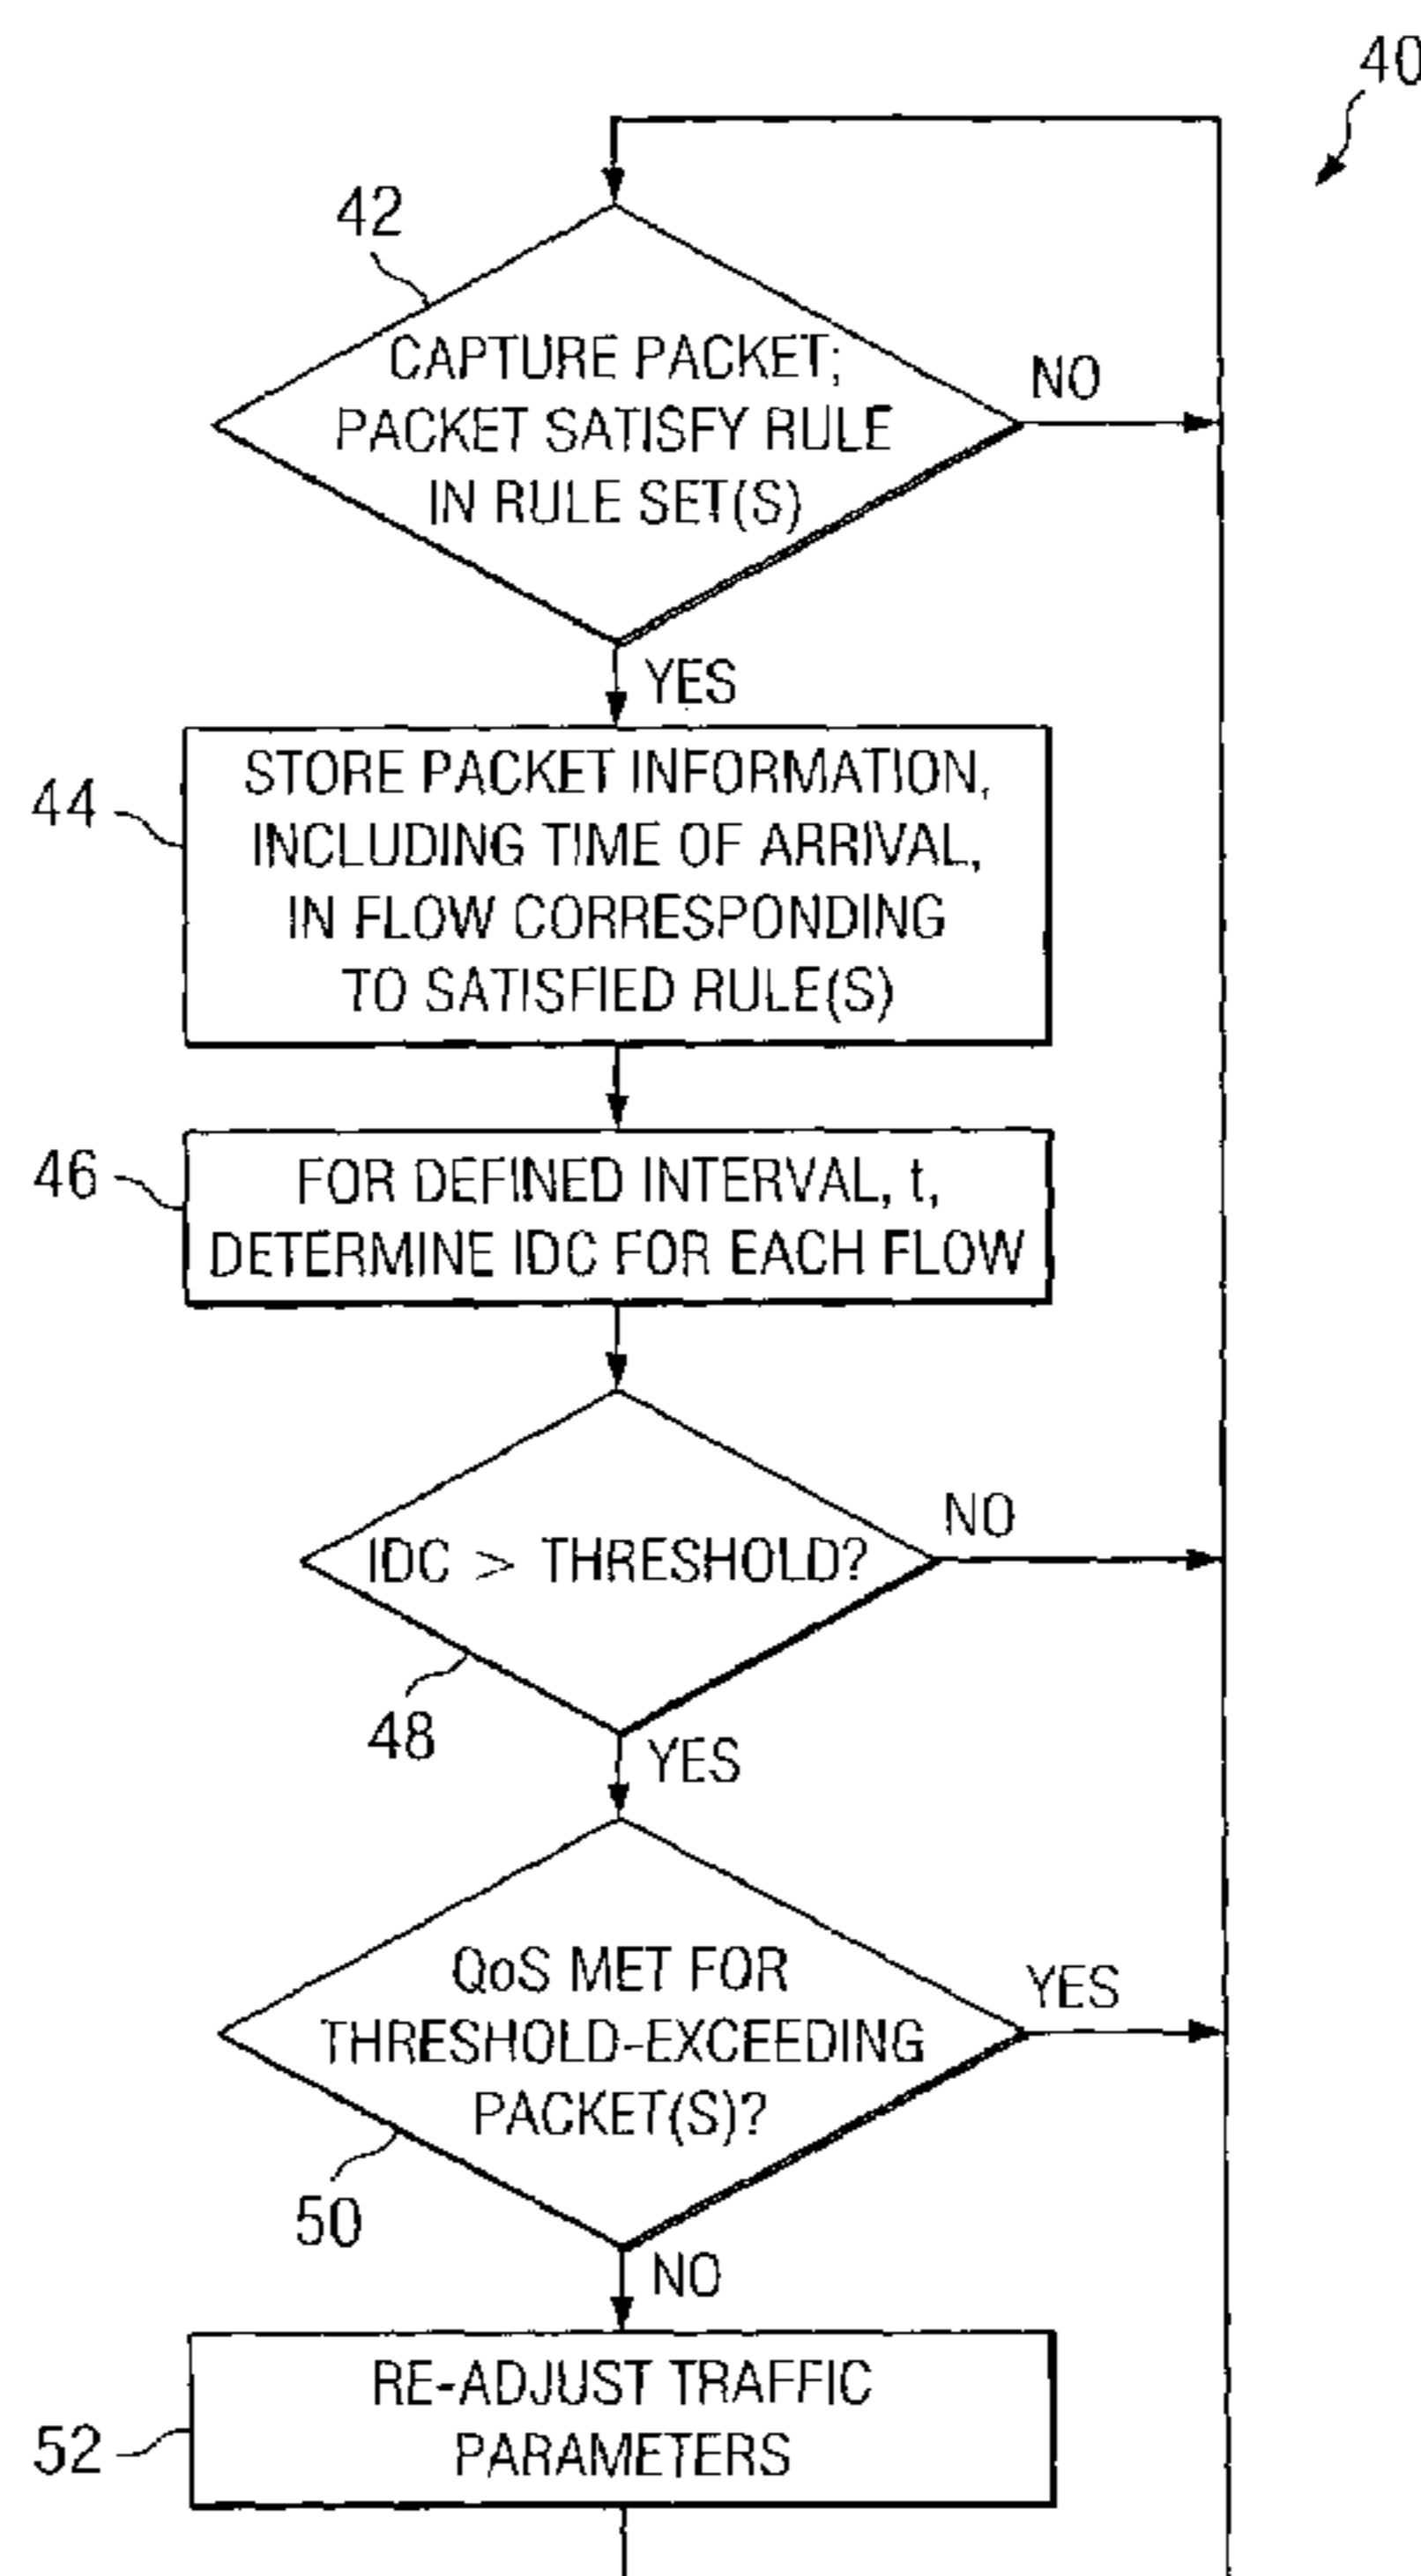 40
42
CAPTURE PACKET;
PACKET SATISFY RULE
IN RULE SET(S)
NO
YES
44
STORE PACKET INFORMATION,
INCLUDING TIME OF ARRIVAL,
IN FLOW CORRESPONDING
TO SATISFIED RULE(S)
46
FOR DEFINED INTERVAL, t,
DETERMINE IDC FOR EACH FLOW
IDC > THRESHOLD?
NO
48
YES
QoS MET FOR
THRESHOLD-EXCEEDING
PACKET(S)?
YES
50
NO
52
RE-ADJUST TRAFFIC
PARAMETERS